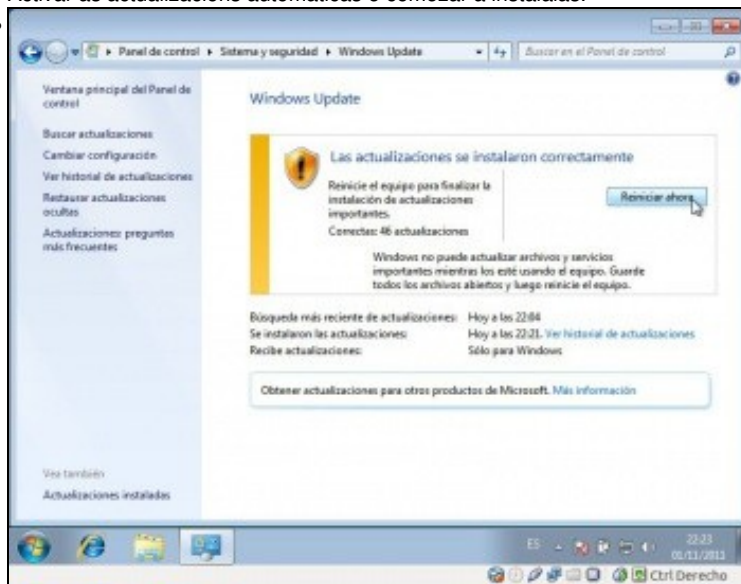 Activar as actualizacións automáticas e comezar a instalalas.
Panel de control ▸ Sistema y seguridad ▸ Windows Update
Buscar en el Panel de control
Ventana principal del Panel de
control
Buscar actualizaciones
Cambiar configuración
Ver historial de actualizaciones
Restaurar actualizaciones
ocultas
Actualizaciones: preguntas
más frecuentes
Vea también
Actualizaciones instaladas
Windows Update
Las actualizaciones se instalaron correctamente
Reinicie el equipo para finalizar la
instalación de actualizaciones
importantes.
Correctas: 46 actualizaciones
Reiniciar ahora
Windows no puede actualizar archivos y servicios
importantes mientras los esté usando el equipo. Guarde
todos los archivos abiertos y luego reinicie el equipo.
Búsqueda más reciente de actualizaciones: Hoy a las 22:04
Se instalaron las actualizaciones: Hoy a las 22:21. Ver historial de actualizaciones
Recibe actualizaciones: Sólo para Windows
Obtener actualizaciones para otros productos de Microsoft. Más información
ES
22:23
01/11/2011
Ctrl Derecho